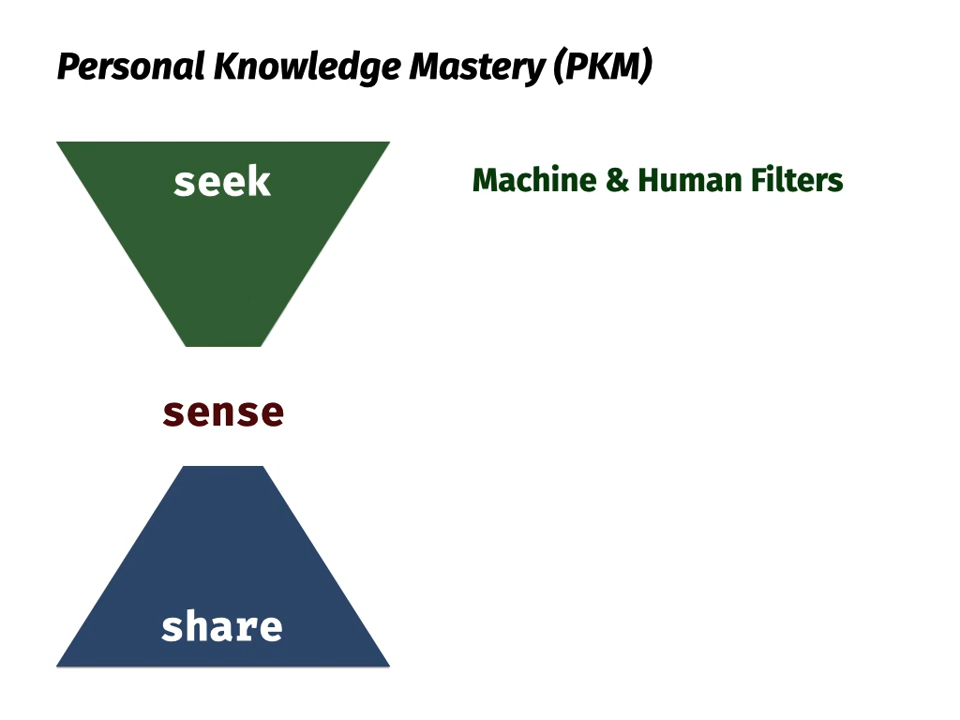 Personal Knowledge Mastery (PKM)
seek
Machine & Human Filters
sense
share